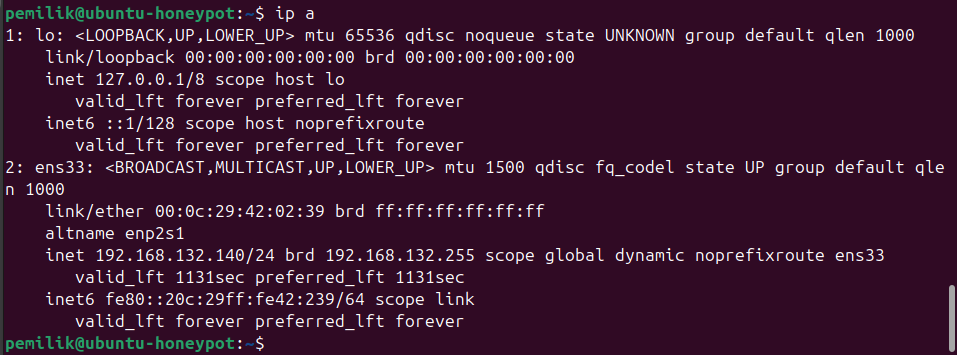 pemilik@ubuntu-honeypot:~$ ip a
1: lo: <LOOPBACK,UP,LOWER_UP> mtu 65536 qdisc noqueue state UNKNOWN group default qlen 1000
    link/loopback 00:00:00:00:00:00 brd 00:00:00:00:00:00
    inet 127.0.0.1/8 scope host lo
       valid_lft forever preferred_lft forever
    inet6 ::1/128 scope host noprefixroute
       valid_lft forever preferred_lft forever
2: ens33: <BROADCAST,MULTICAST,UP,LOWER_UP> mtu 1500 qdisc fq_codel state UP group default qle
n 1000
    link/ether 00:0c:29:42:02:39 brd ff:ff:ff:ff:ff:ff
    altname enp2s1
    inet 192.168.132.140/24 brd 192.168.132.255 scope global dynamic noprefixroute ens33
       valid_lft 1131sec preferred_lft 1131sec
    inet6 fe80::20c:29ff:fe42:239/64 scope link
       valid_lft forever preferred_lft forever
pemilik@ubuntu-honeypot:~$